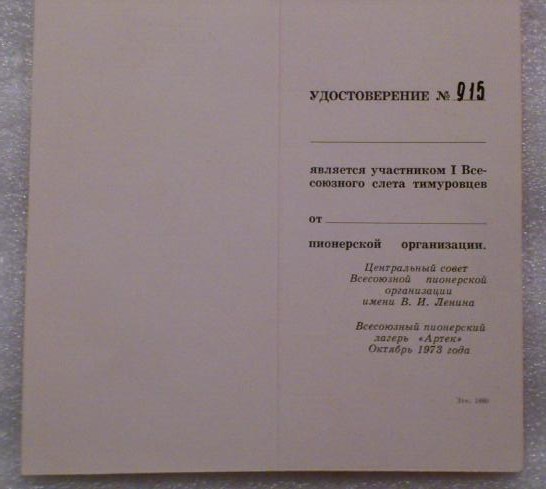 УДОСТОВЕРЕНИЕ № 915
является участником I Все-
союзного слета тимуровцев
от
пионерской организации.
Центральный совет
Всесоюзной пионерской
организации
имени В. И. Ленина
Всесоюзный пионерский
лагерь «Артек»
Октябрь 1973 года